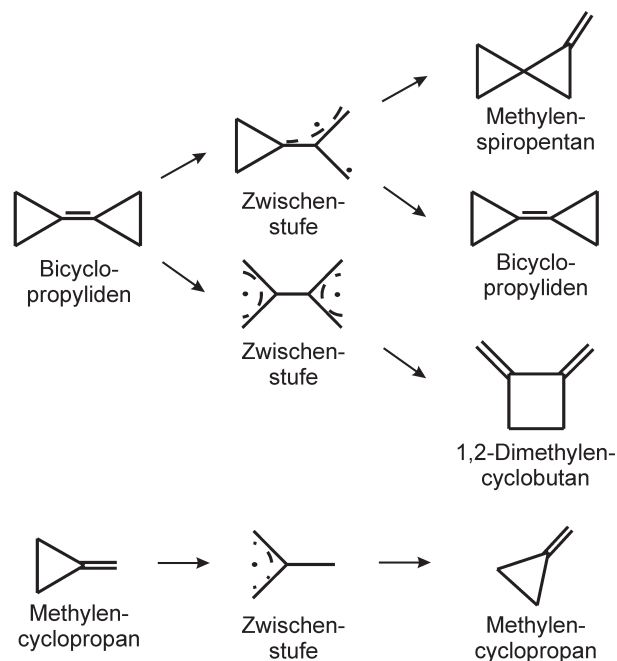 Methylen-
spiropentan
Zwischen-
stufe
Bicyclo-
propyliden
Bicyclo-
propyliden
Zwischen-
stufe
1,2-Dimethylen-
cyclobutan
Methylen-
cyclopropan
Zwischen-
stufe
Methylen-
cyclopropan